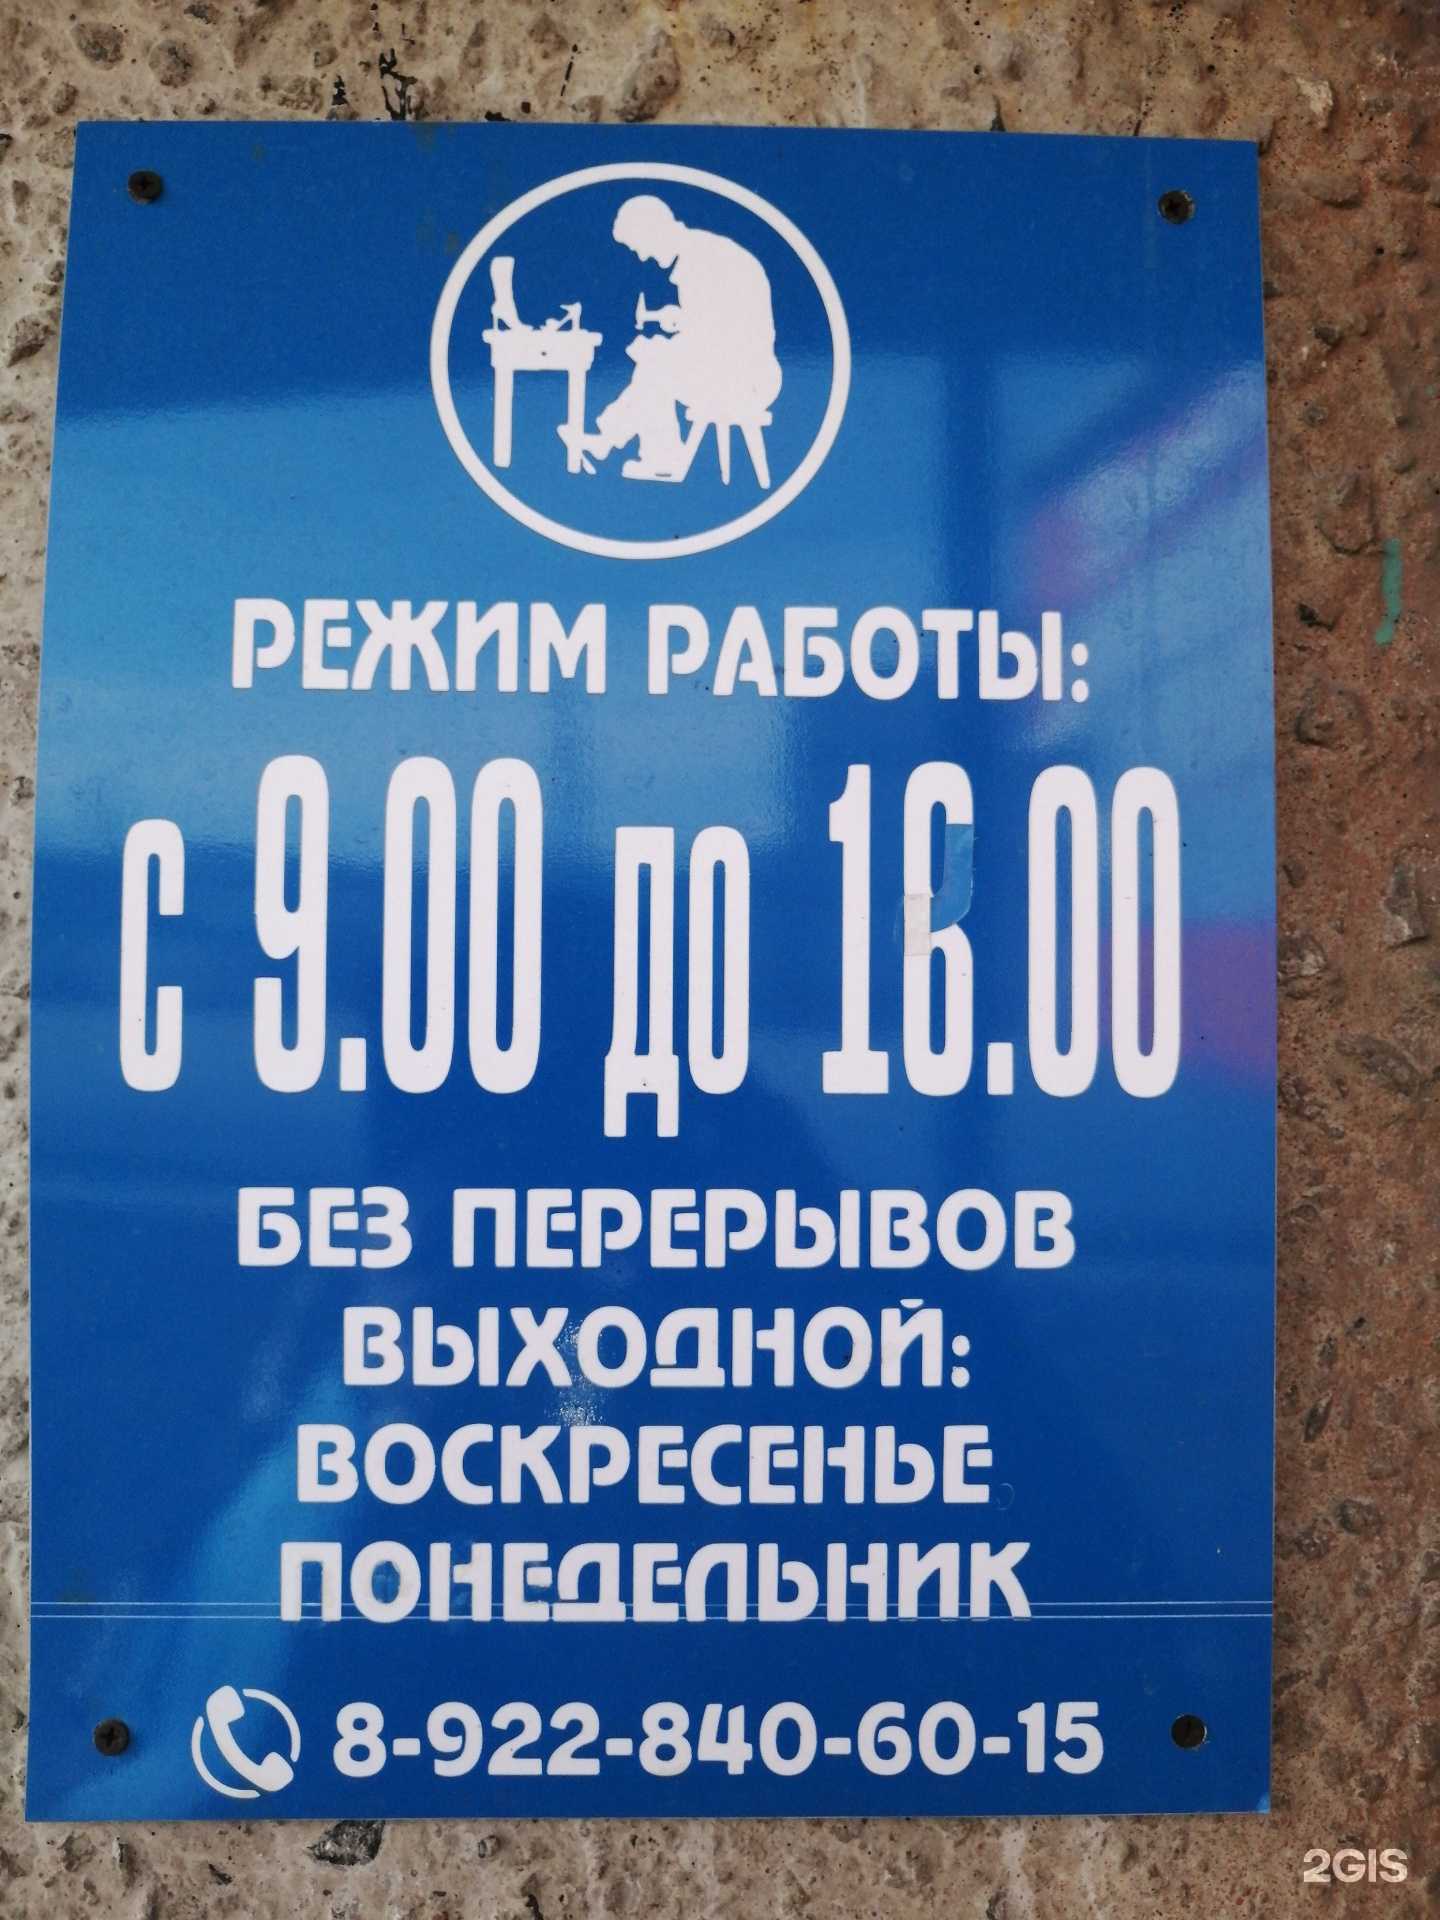 РЕЖИМ РАБОТЫ:
с 9.00 до 16.00
БЕЗ ПЕРЕРЫВОВ
ВЫХОДНОЙ:
ВОСКРЕСЕНЬЕ
ПОНЕДЕЛЬНИК
8-922-840-60-15
2GIS